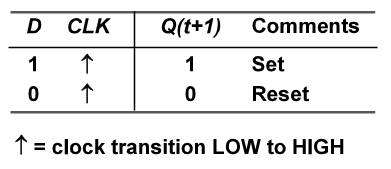 D CLK Q(t+1) Comments
1 ↑ 1 Set
0 ↑ 0 Reset
↑ = clock transition LOW to HIGH